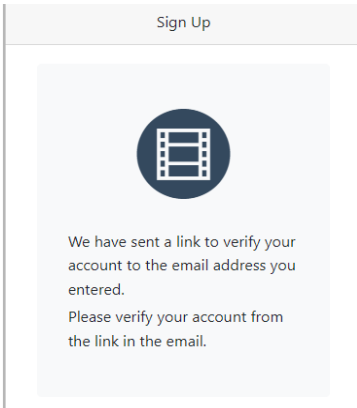 Sign Up
We have sent a link to verify your
account to the email address you
entered.
Please verify your account from
the link in the email.